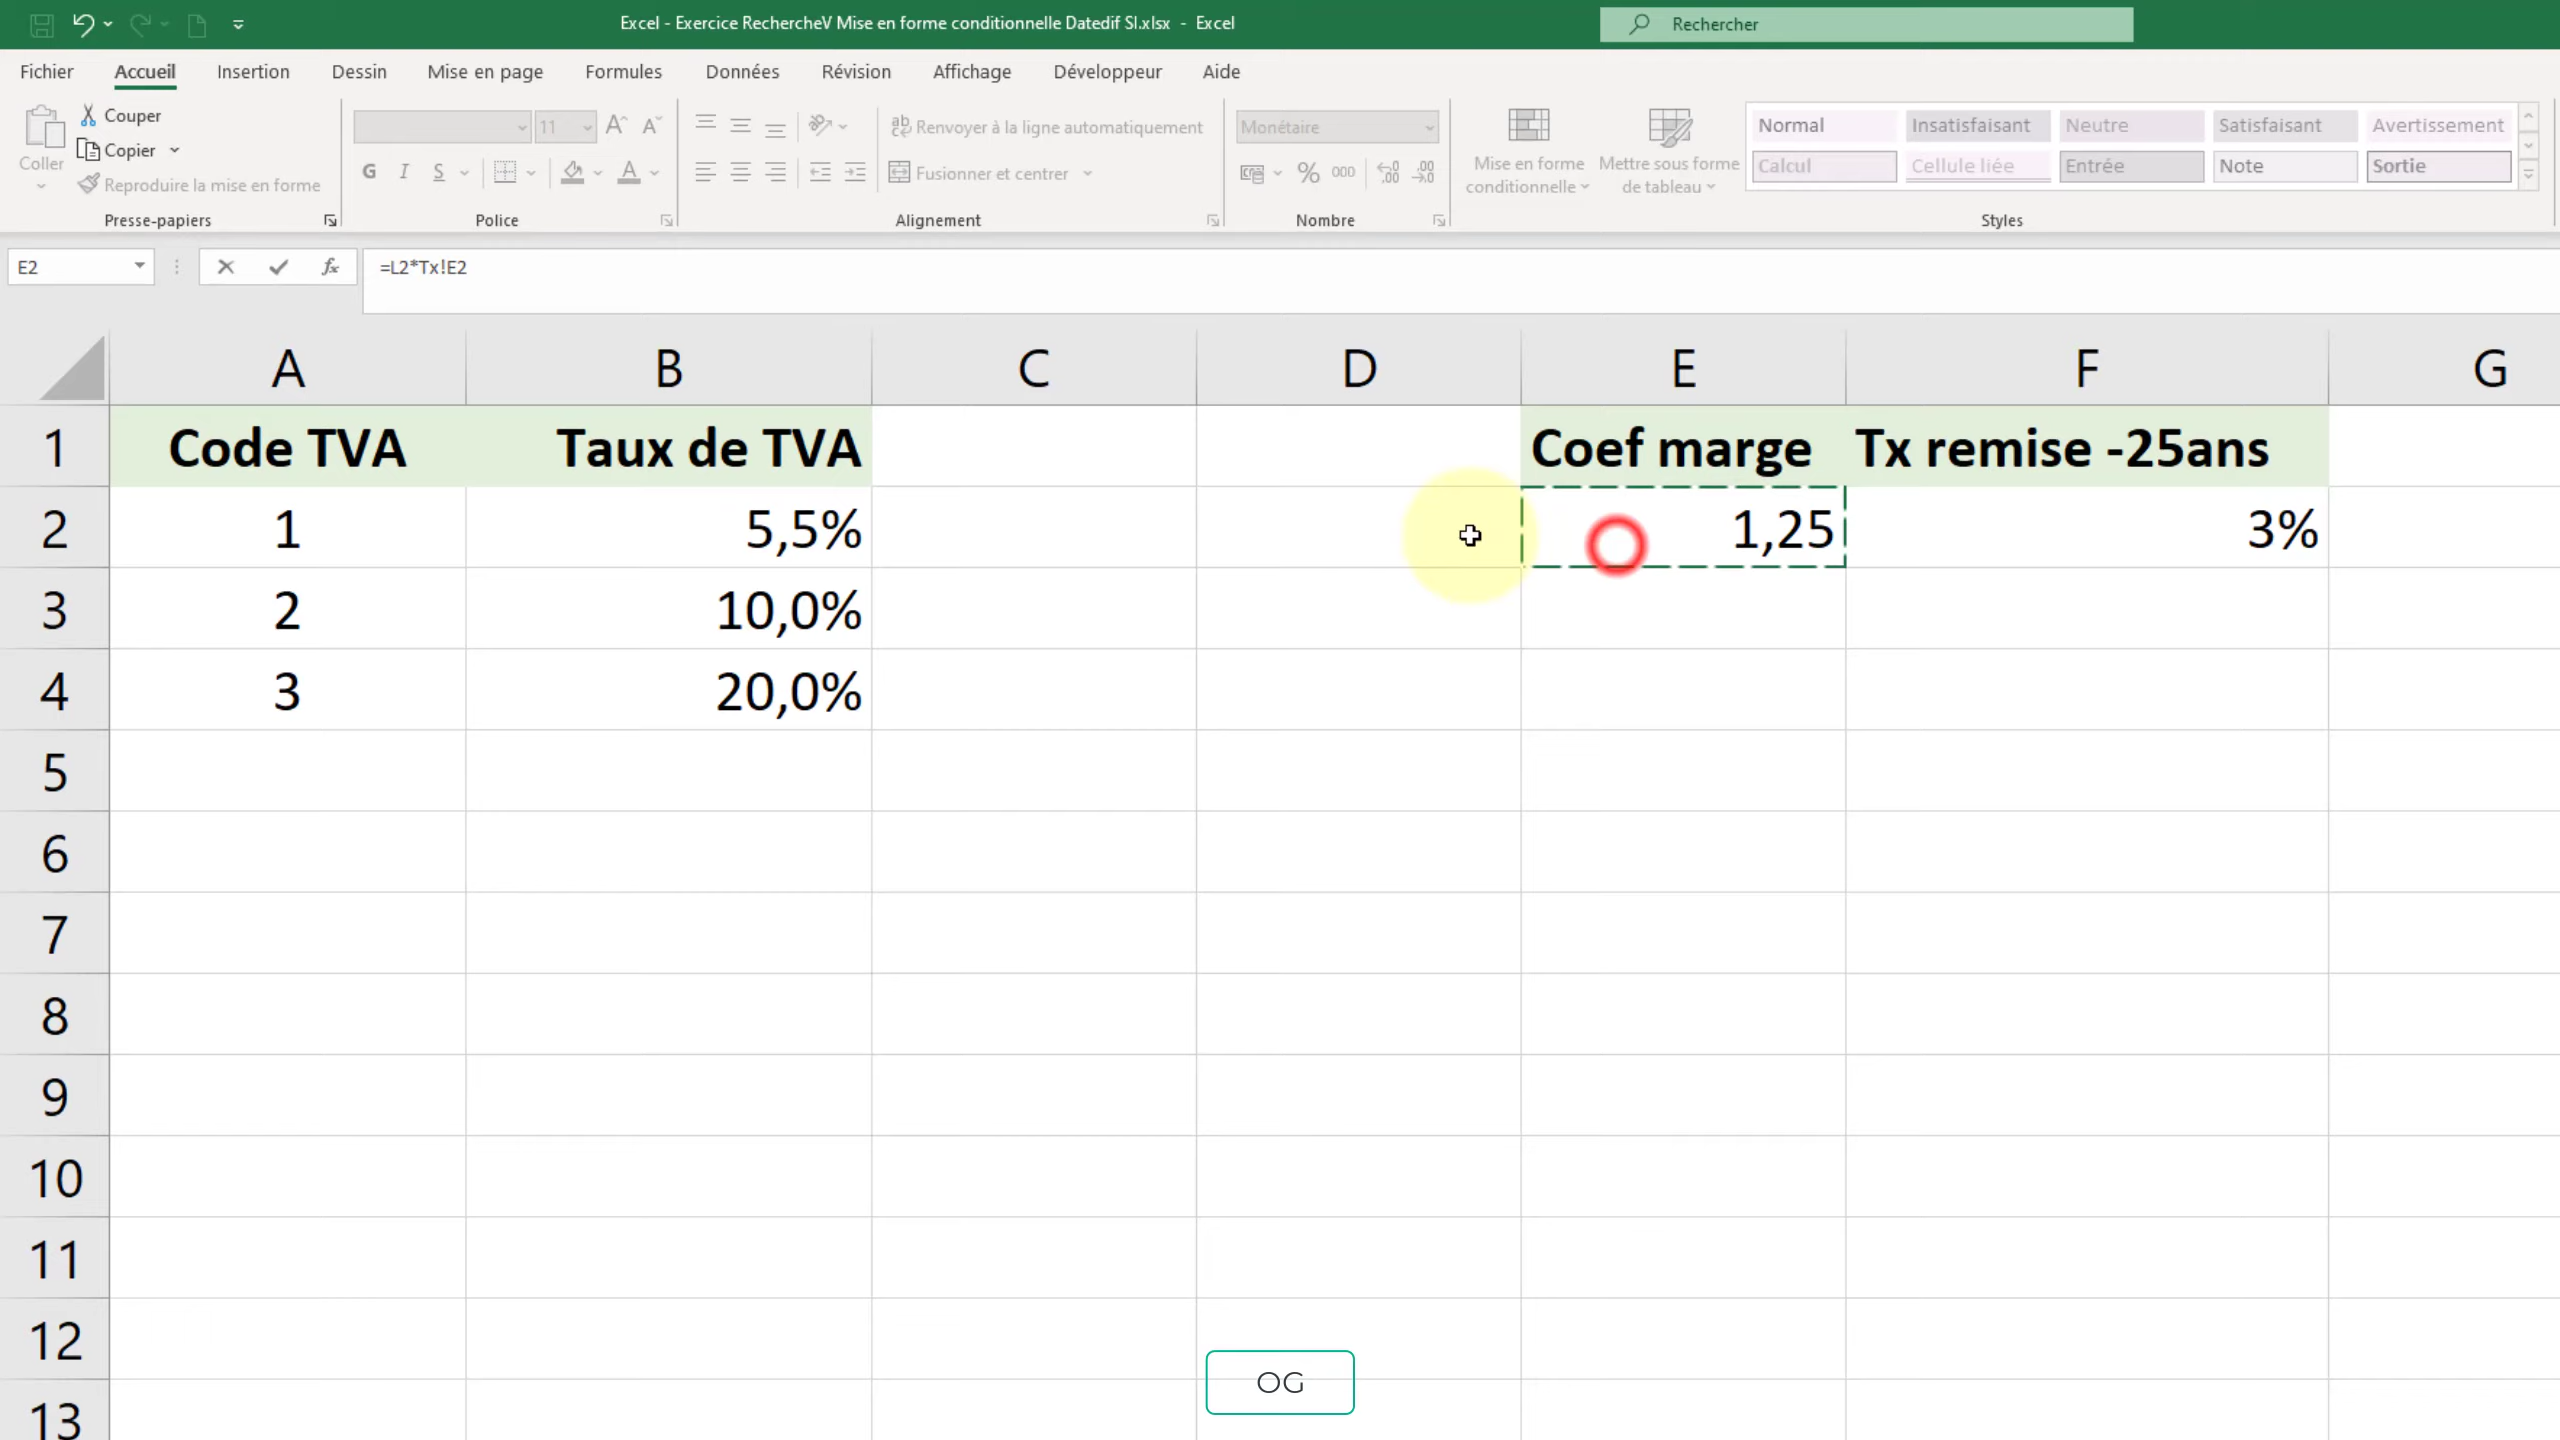 Excel - Exercice RechercheV Mise en forme conditionnelle Datedif SI.xlsx - Excel
Rechercher
Fichier Accueil Insertion Dessin Mise en page Formules Données Révision Affichage Développeur Aide
Coller
Couper
Copier
Reproduire la mise en forme
Presse-papiers
11
G I S
Police
Renvoyer à la ligne automatiquement
Fusionner et centrer
Alignement
Monétaire
% 000
Nombre
Mise en forme
conditionnelle
Mettre sous forme
de tableau
Normal Insatisfaisant Neutre Satisfaisant Avertissement
Calcul Cellule liée Entrée Note Sortie
Styles
E2 fx =L2*Tx!E2
A B C D E F G
1 Code TVA Taux de TVA Coef marge Tx remise -25ans
2 1 5,5% 1,25 3%
3 2 10,0%
4 3 20,0%
5
6
7
8
9
10
11
12
13
OG